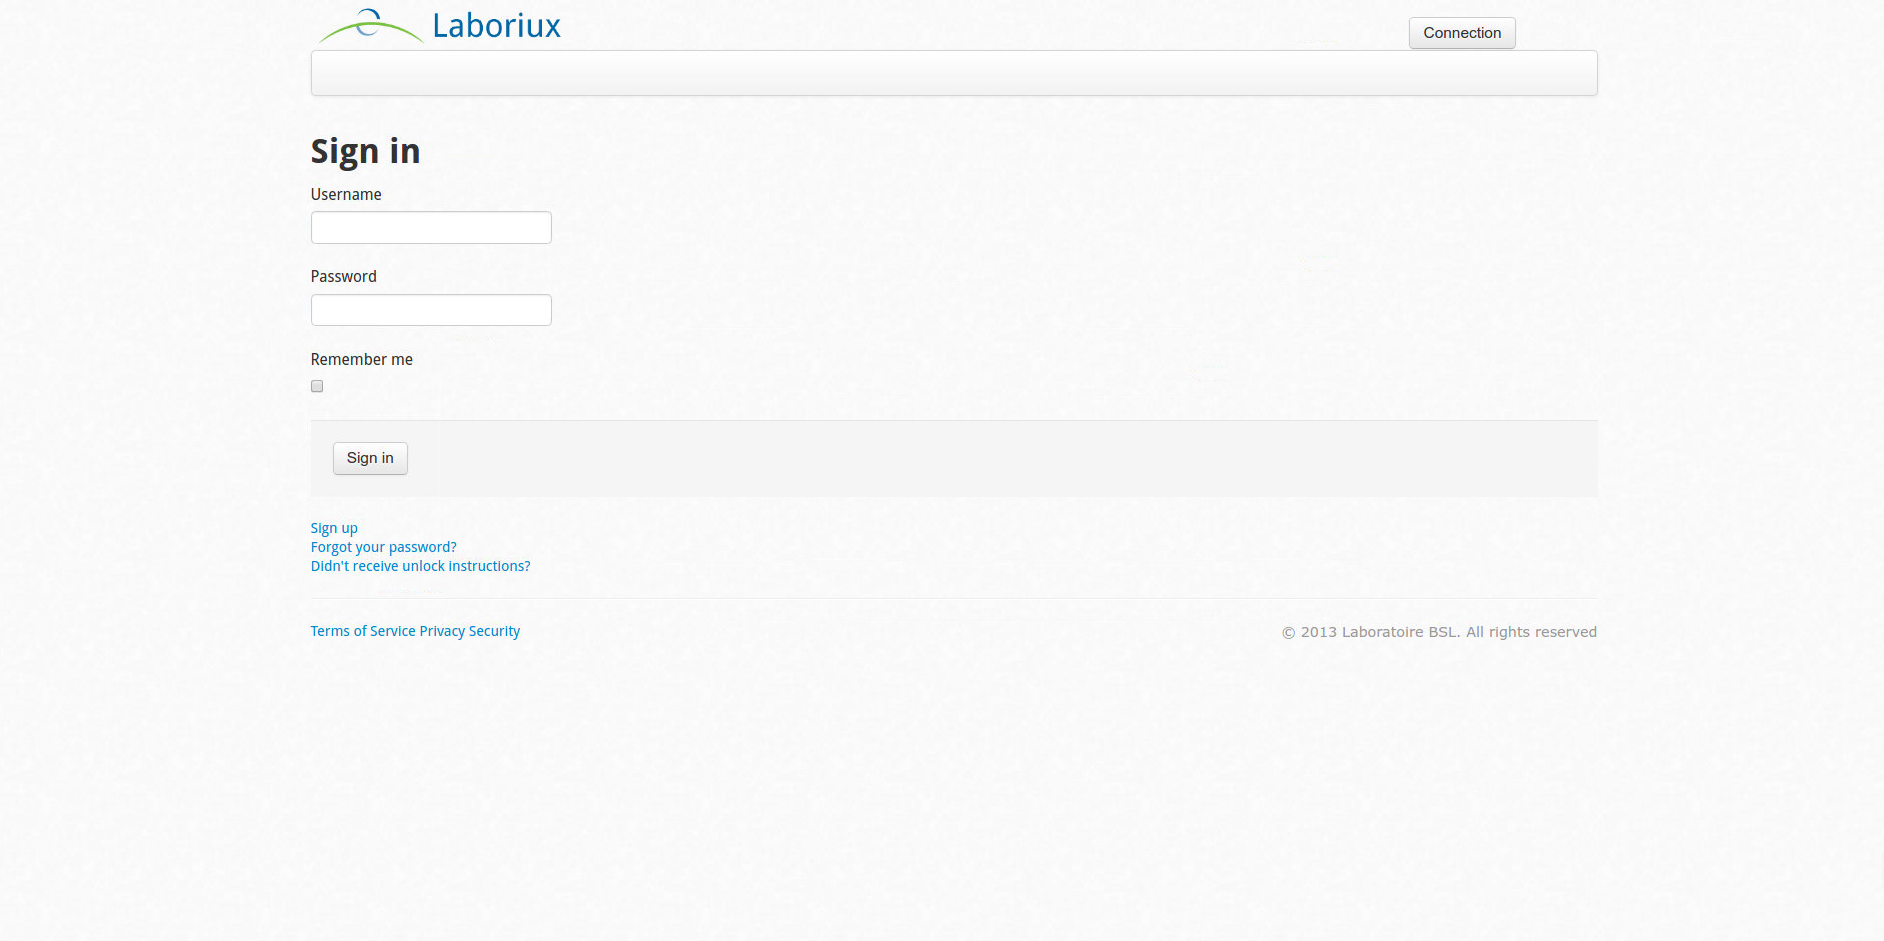 Laboriux
Connection
Sign in
Username
Password
Remember me
Sign in
Sign up
Forgot your password?
Didn't receive unlock instructions?
Terms of Service Privacy Security
© 2013 Laboratoire BSL. All rights reserved